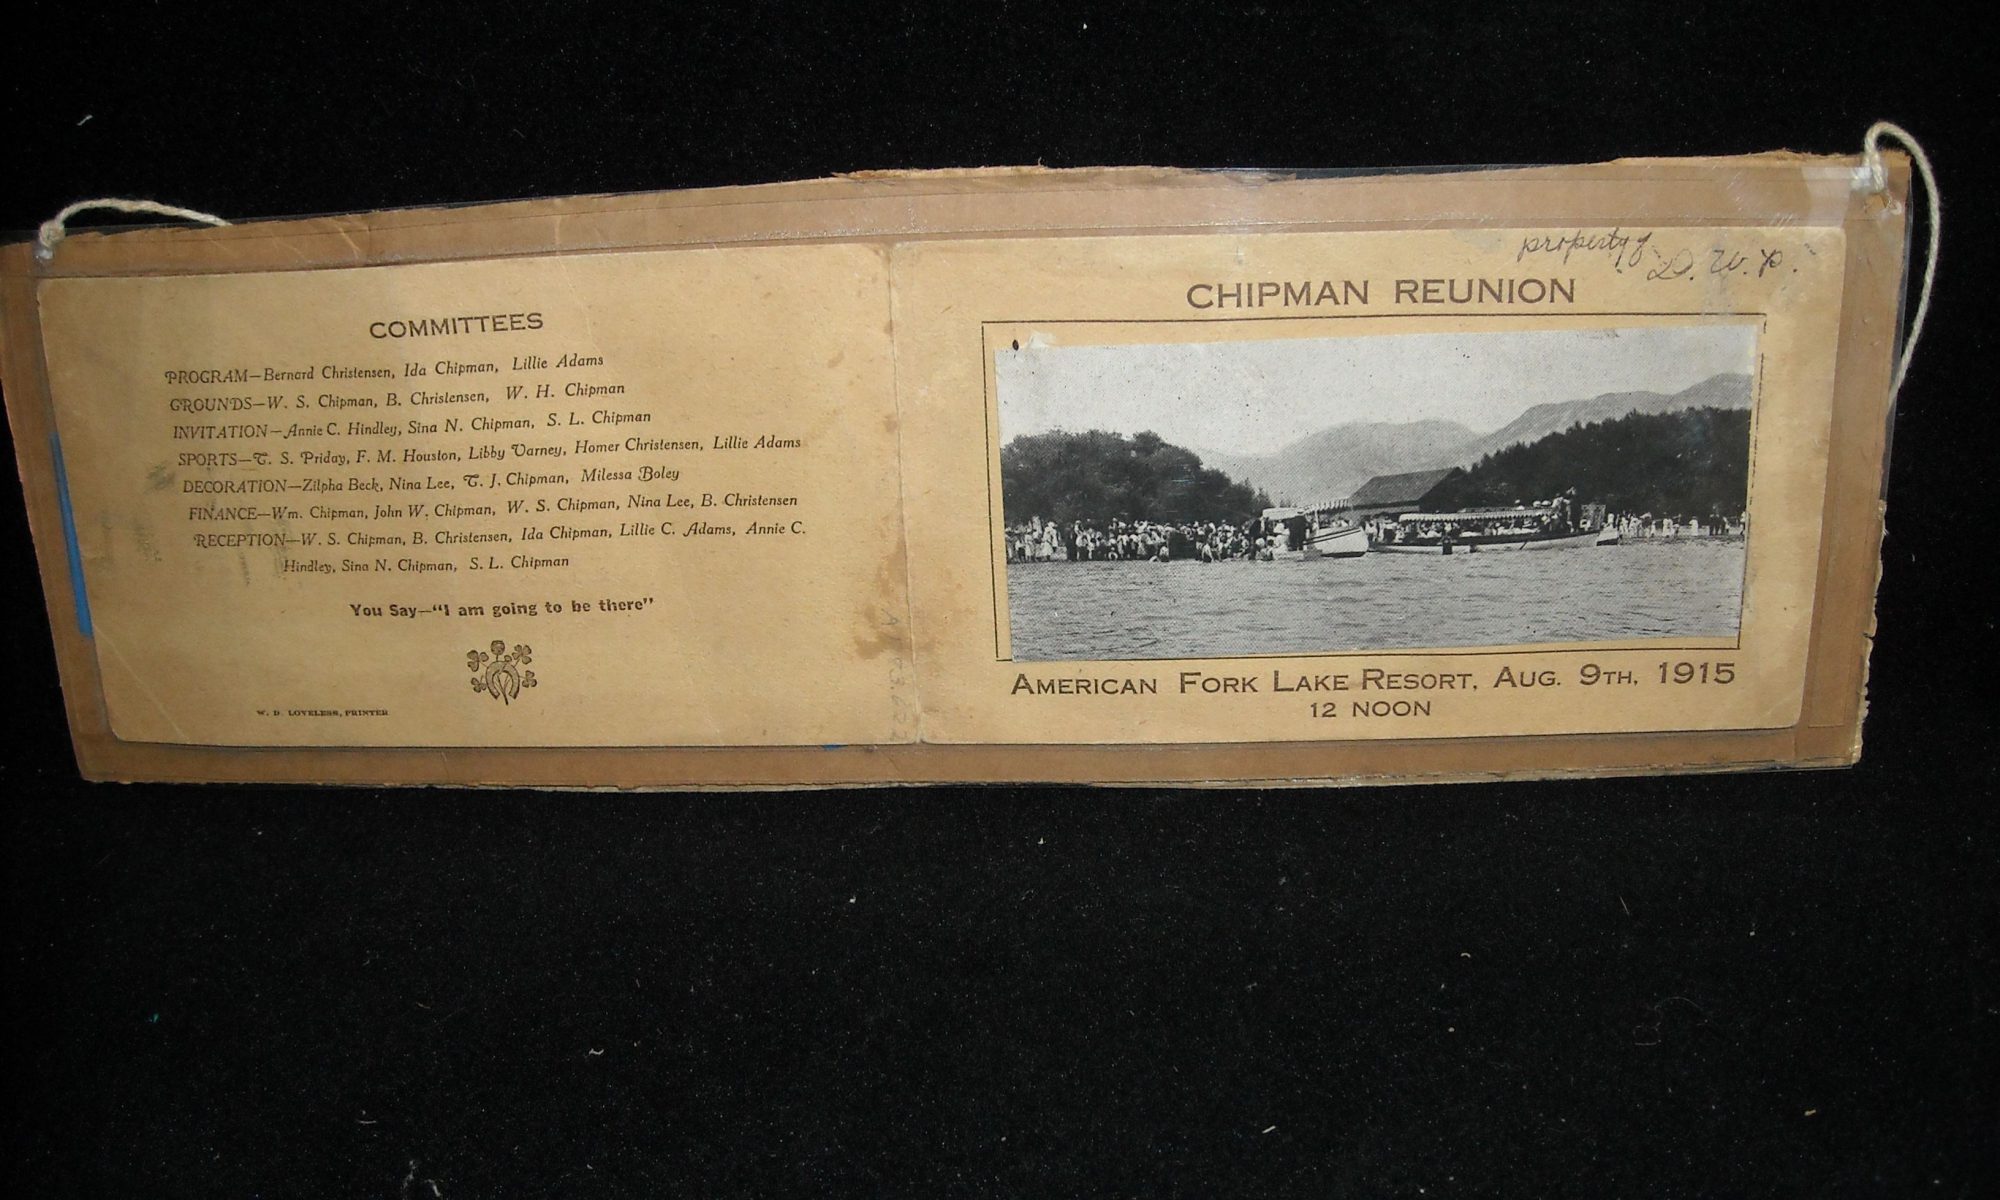 COMMITTEES
PROGRAM—Bernard Christensen, Ida Chipman, Lillie Adams
GROUNDS—W. S. Chipman, B. Christensen, W. H. Chipman
INVITATION—Annie C. Hindley, Sina N. Chipman, S. L. Chipman
SPORTS—T. S. Priday, F. M. Houston, Libby Varney, Homer Christensen, Lillie Adams
DECORATION—Zilpha Beck, Nina Lee, T. J. Chipman, Milessa Boley
FINANCE—Wm. Chipman, John W. Chipman, W. S. Chipman, Nina Lee, B. Christensen
RECEPTION—W. S. Chipman, B. Christensen, Ida Chipman, Lillie C. Adams, Annie C.
Hindley, Sina N. Chipman, S. L. Chipman
You Say—"I am going to be there"
W. D. LOVELESS, PRINTER
property of D. W. P.
CHIPMAN REUNION
AMERICAN FORK LAKE RESORT, AUG. 9TH, 1915
12 NOON